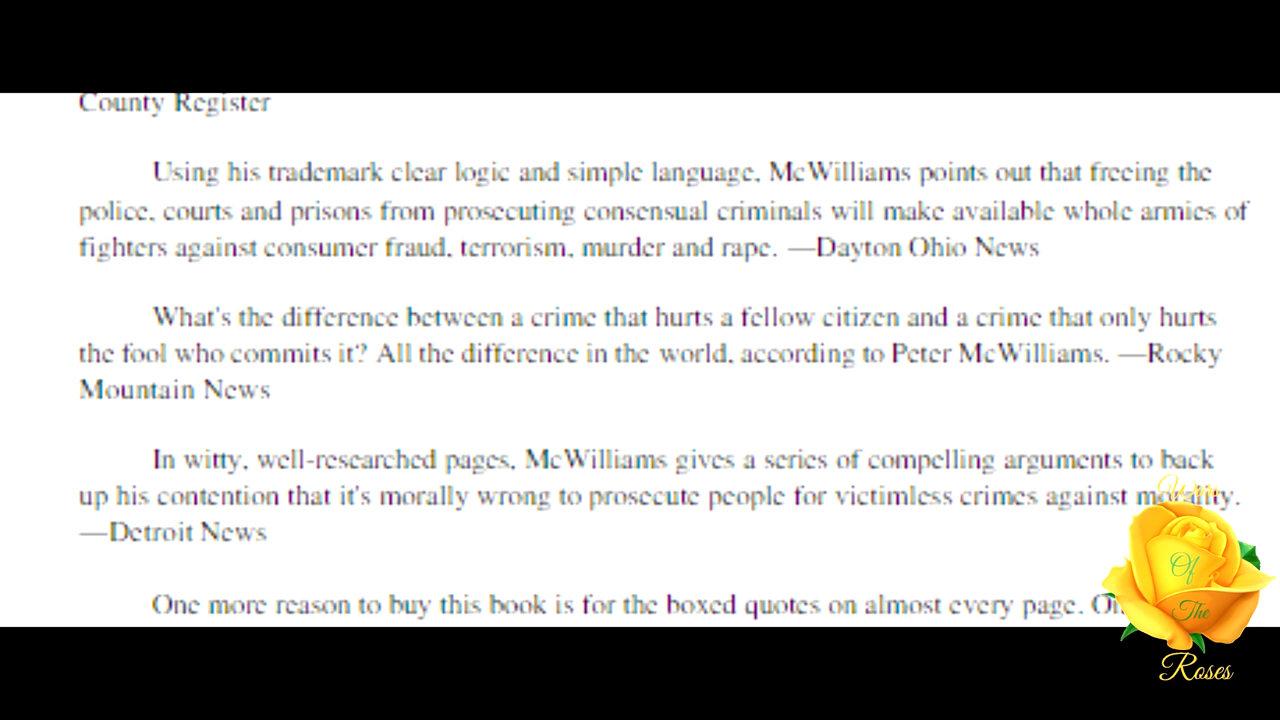 County Register
Using his trademark clear logic and simple language, McWilliams points out that freeing the
police, courts and prisons from prosecuting consensual criminals will make available whole armies of
fighters against consumer fraud, terrorism, murder and rape. —Dayton Ohio News
What's the difference between a crime that hurts a fellow citizen and a crime that only hurts
the fool who commits it? All the difference in the world, according to Peter McWilliams. —Rocky
Mountain News
In witty, well-researched pages, McWilliams gives a series of compelling arguments to back
up his contention that it's morally wrong to prosecute people for victimless crimes against morality.
—Detroit News
One more reason to buy this book is for the boxed quotes on almost every page.
Of
The
Roses